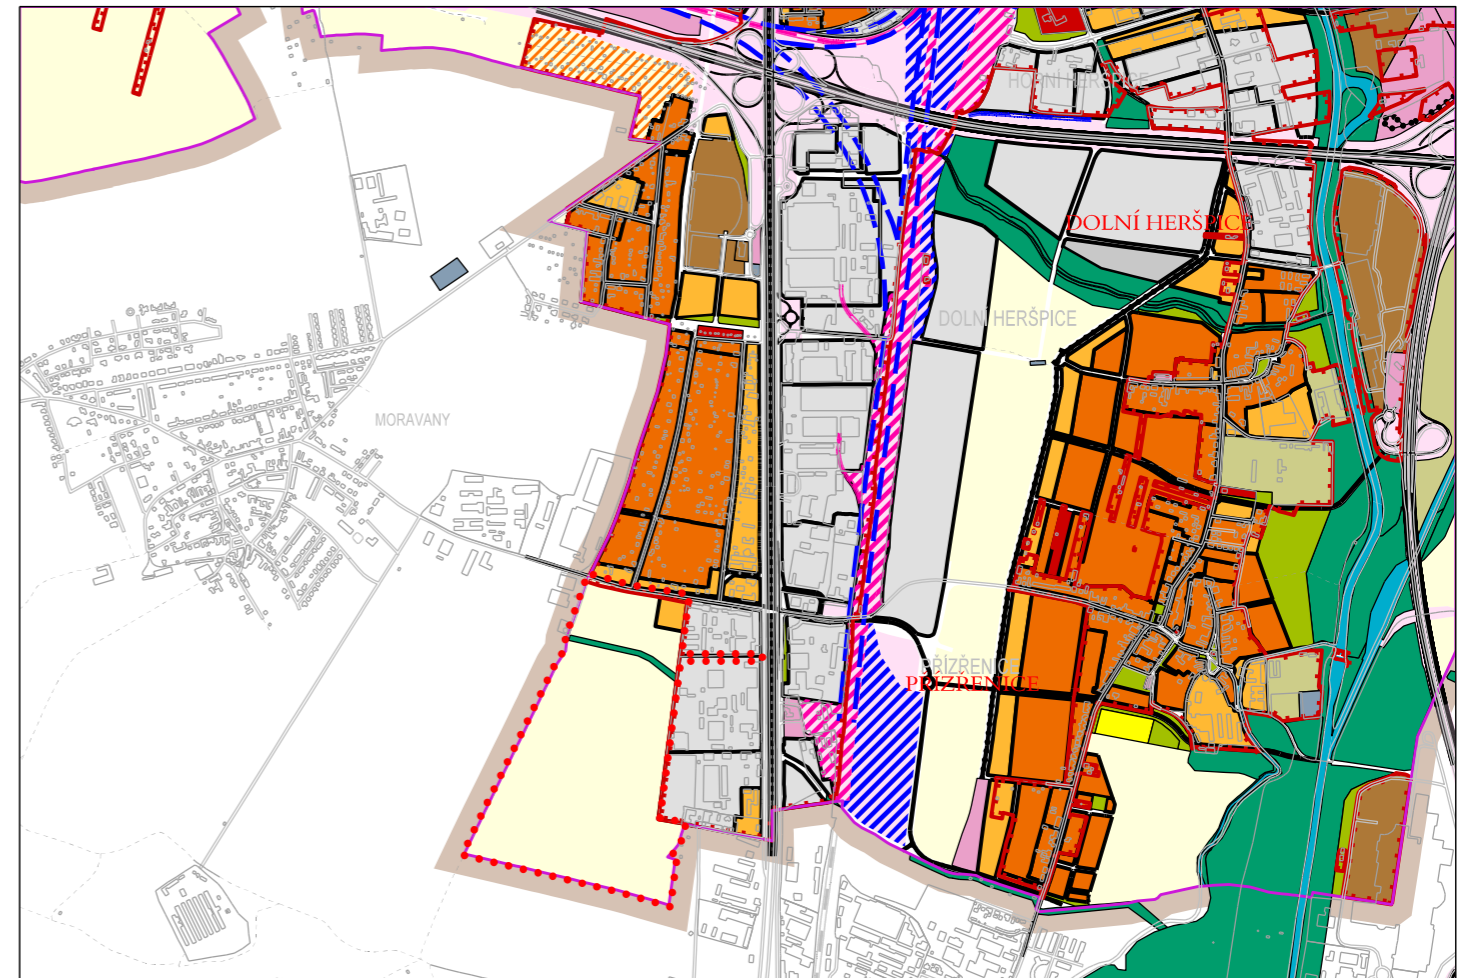 HORNÍ HERŠPICE
DOLNÍ HERŠPICE
DOLNÍ HERŠPICE
MORAVANY
PŘÍZŘENICE
PŘÍZŘENICE